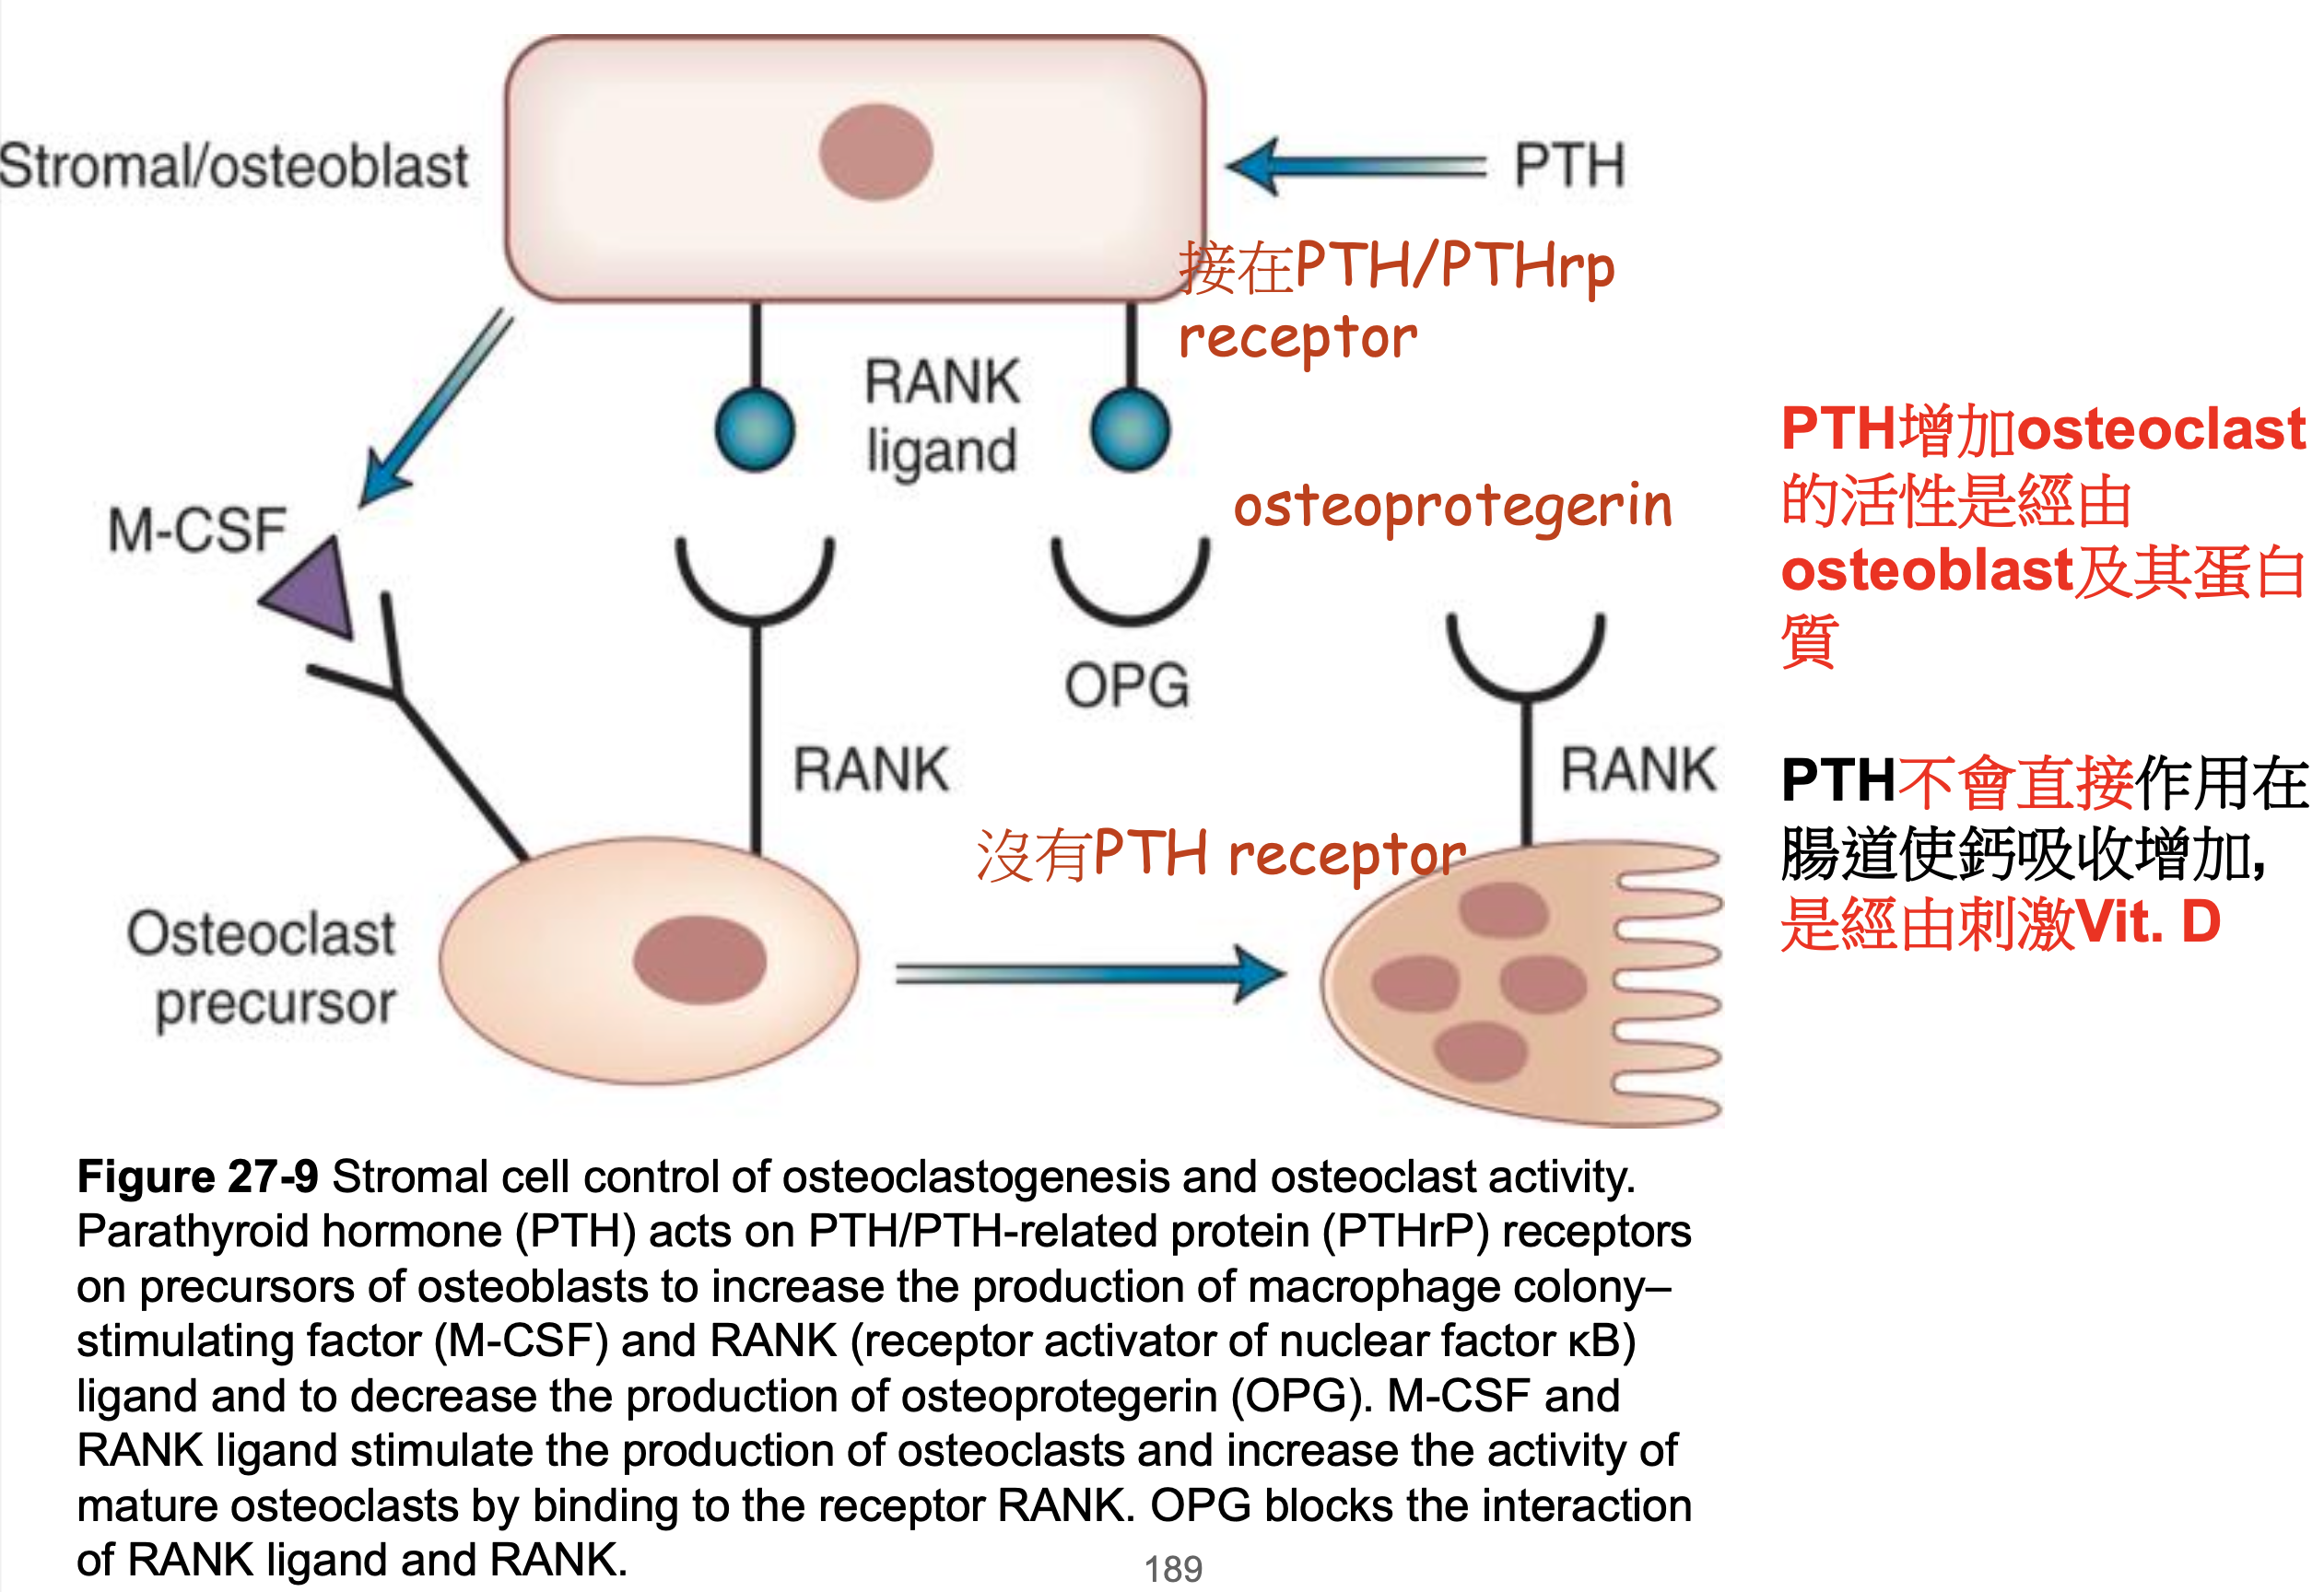 Stromal/osteoblast
PTH
接在PTH/PTHrp
receptor
RANK
ligand
M-CSF
osteoprotegerin
OPG
RANK
RANK
沒有PTH receptor
Osteoclast
precursor
PTH增加osteoclast
的活性是經由
osteoblast及其蛋白
質
PTH不會直接作用在
腸道使鈣吸收增加,
是經由刺激Vit. D
Figure 27-9 Stromal cell control of osteoclastogenesis and osteoclast activity.
Parathyroid hormone (PTH) acts on PTH/PTH-related protein (PTHrP) receptors
on precursors of osteoblasts to increase the production of macrophage colony–
stimulating factor (M-CSF) and RANK (receptor activator of nuclear factor κB)
ligand and to decrease the production of osteoprotegerin (OPG). M-CSF and
RANK ligand stimulate the production of osteoclasts and increase the activity of
mature osteoclasts by binding to the receptor RANK. OPG blocks the interaction
of RANK ligand and RANK.
189